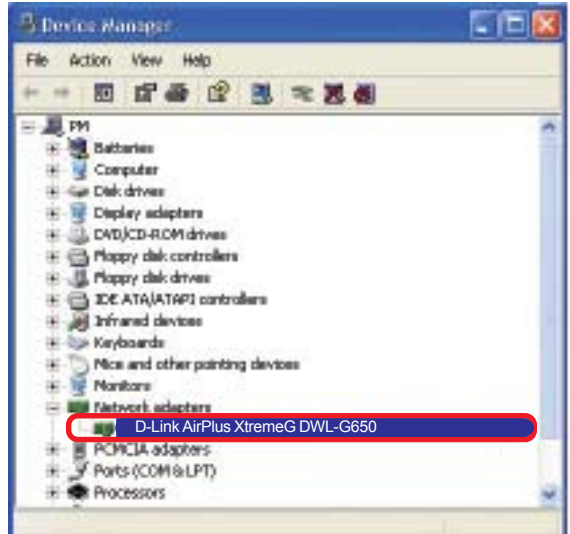 Device Manager
File Action View Help
PM
Batteries
Computer
Disk drives
Display adapters
DVD/CD-ROM drives
Floppy disk controllers
Floppy disk drives
IDE ATA/ATAPI controllers
Infrared devices
Keyboards
Mice and other pointing devices
Monitors
Network adapters
D-Link AirPlus XtremeG DWL-G650
PCMCIA adapters
Ports (COM & LPT)
Processors